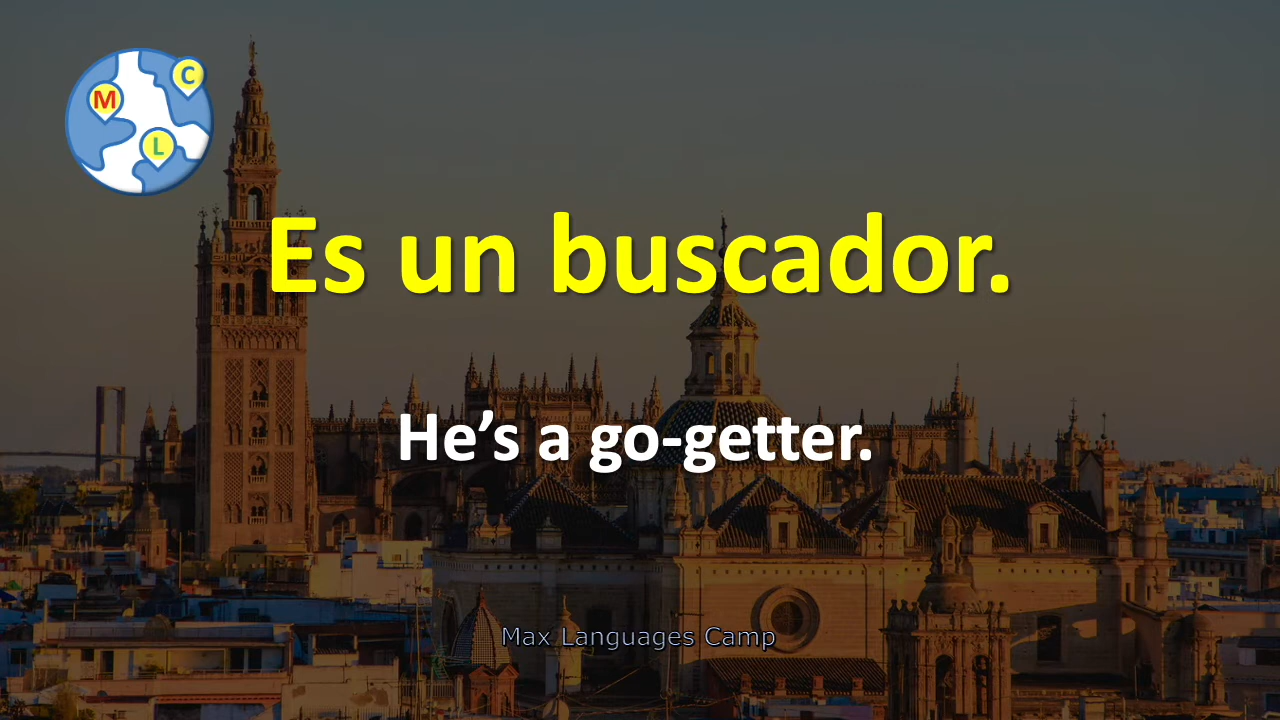 M
C
L
Es un buscador.
He's a go-getter.
Max Languages Camp